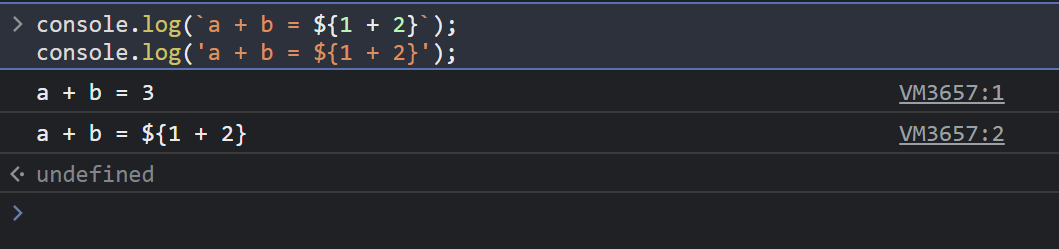 > console.log(`a + b = ${1 + 2}`);
console.log('a + b = ${1 + 2}');
a + b = 3 VM3657:1
a + b = ${1 + 2} VM3657:2
undefined
>